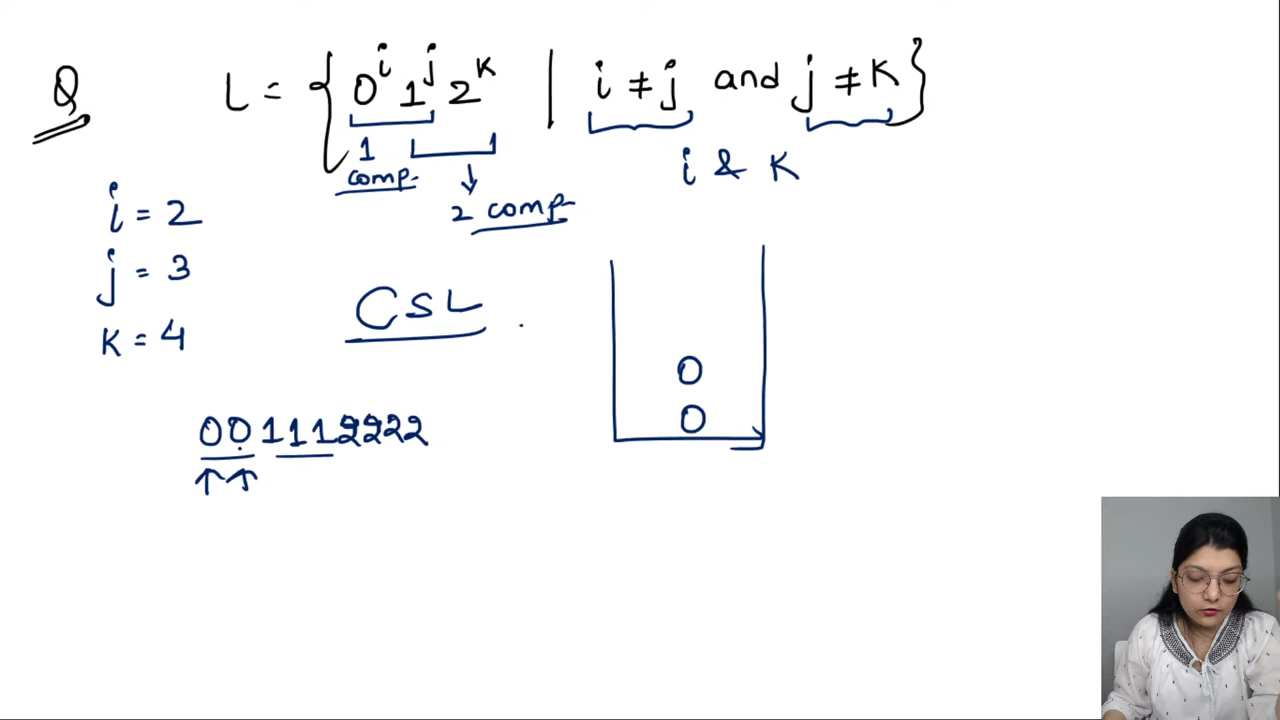 Q L = { 0^i 1^j 2^k | i ≠ j and j ≠ k }
1 comp.
2 comp
i & k
i = 2
j = 3
k = 4
CSL
0
0
001112222